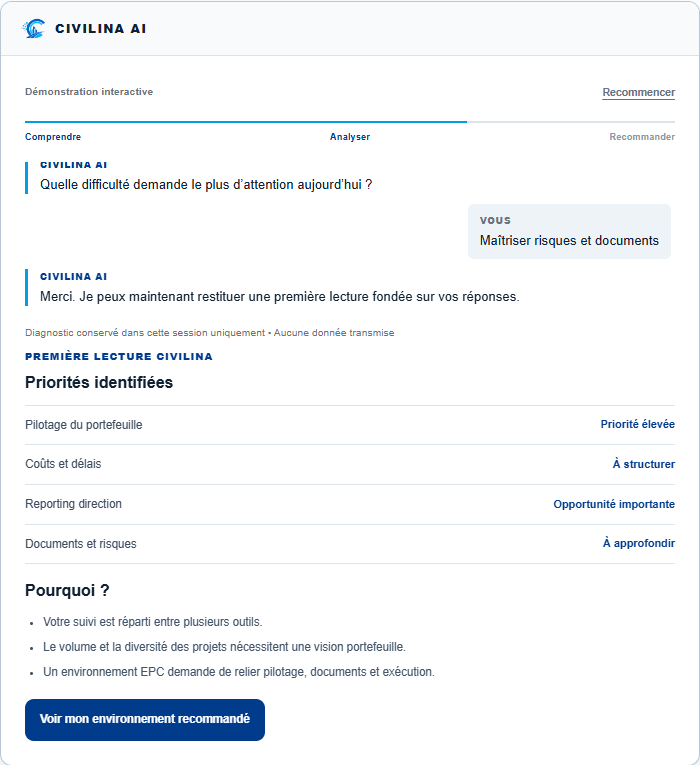 CIVILINA AI
Démonstration interactive
Recommencer
Comprendre
Analyser
Recommander
CIVILINA AI
Quelle difficulté demande le plus d'attention aujourd'hui ?
VOUS
Maîtriser risques et documents
CIVILINA AI
Merci. Je peux maintenant restituer une première lecture fondée sur vos réponses.
Diagnostic conservé dans cette session uniquement • Aucune donnée transmise
PREMIÈRE LECTURE CIVILINA
Priorités identifiées
Pilotage du portefeuille
Priorité élevée
Coûts et délais
À structurer
Reporting direction
Opportunité importante
Documents et risques
À approfondir
Pourquoi ?
• Votre suivi est réparti entre plusieurs outils.
• Le volume et la diversité des projets nécessitent une vision portefeuille.
• Un environnement EPC demande de relier pilotage, documents et exécution.
Voir mon environnement recommandé